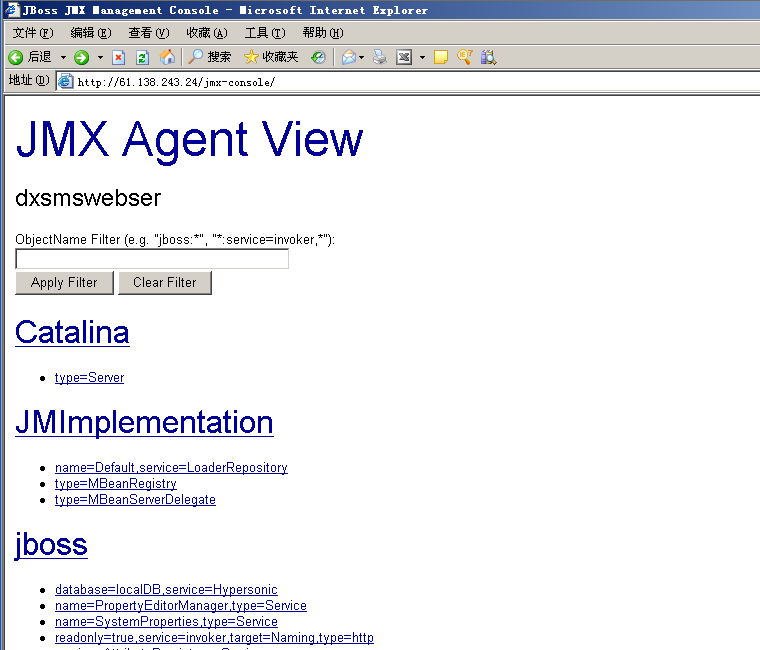 JBoss JMX Management Console - Microsoft Internet Explorer
文件(F) 编辑(E) 查看(V) 收藏(A) 工具(T) 帮助(H)
后退 搜索 收藏夹
地址(D) http://61.138.243.24/jmx-console/
JMX Agent View
dxsmswebser
ObjectName Filter (e.g. "jboss:*", "*:service=invoker,*"):
Apply Filter Clear Filter
Catalina
type=Server
JMImplementation
name=Default,service=LoaderRepository
type=MBeanRegistry
type=MBeanServerDelegate
jboss
database=localDB,service=Hypersonic
name=PropertyEditorManager,type=Service
name=SystemProperties,type=Service
readonly=true,service=invoker,target=Naming,type=http